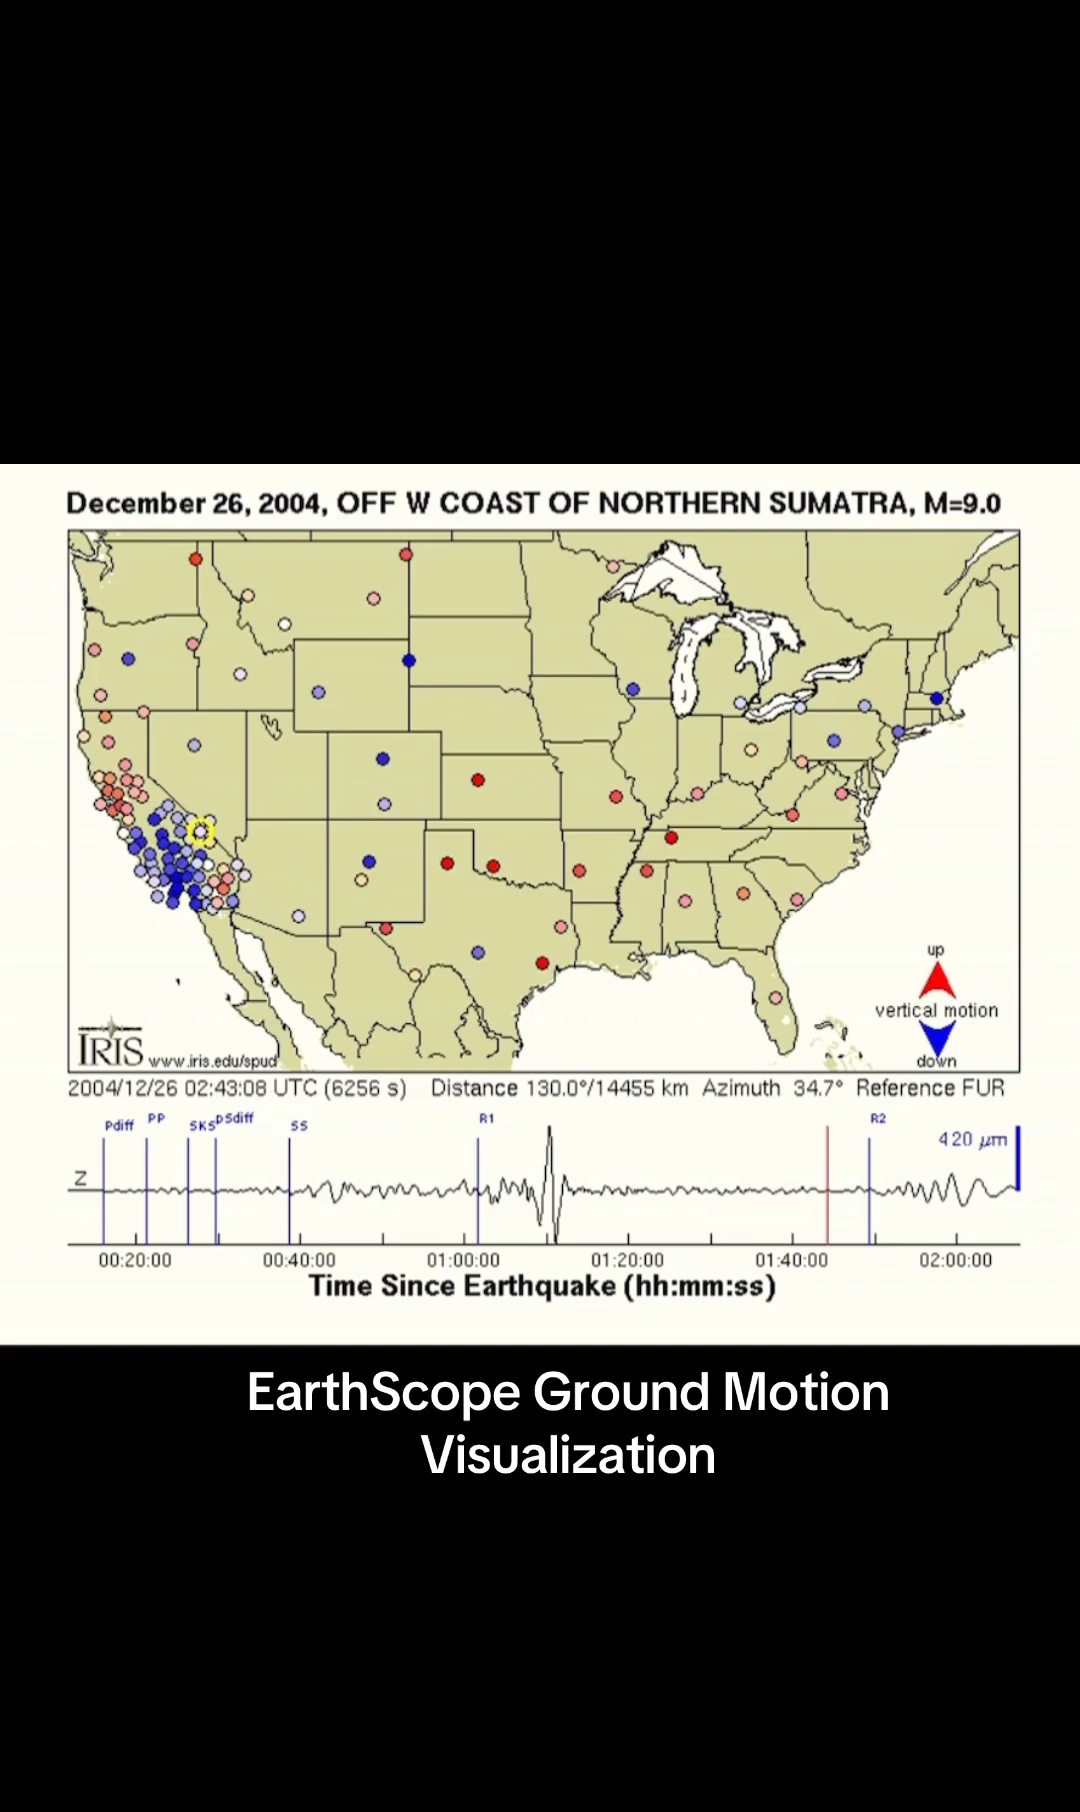 December 26, 2004, OFF W COAST OF NORTHERN SUMATRA, M=9.0
up
vertical motion
down
IRIS www.iris.edu/spud
2004/12/26 02:43:08 UTC (6256 s) Distance 130.0°/14455 km Azimuth 34.7° Reference FUR
Pdiff PP SKSp Sdiff SS R1 R2
420 µm
Z
00:20:00 00:40:00 01:00:00 01:20:00 01:40:00 02:00:00
Time Since Earthquake (hh:mm:ss)
EarthScope Ground Motion
Visualization